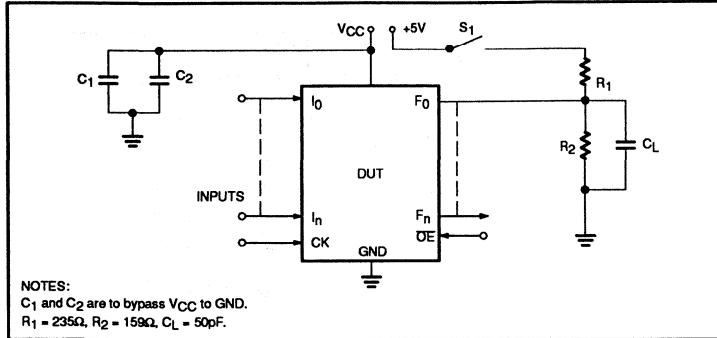 VCC +5V S1
C1 C2
R1
I0 F0
R2 CL
DUT
INPUTS
In Fn
CK O̅E̅
GND
NOTES:
C1 and C2 are to bypass VCC to GND.
R1 = 235Ω, R2 = 159Ω, CL = 50pF.